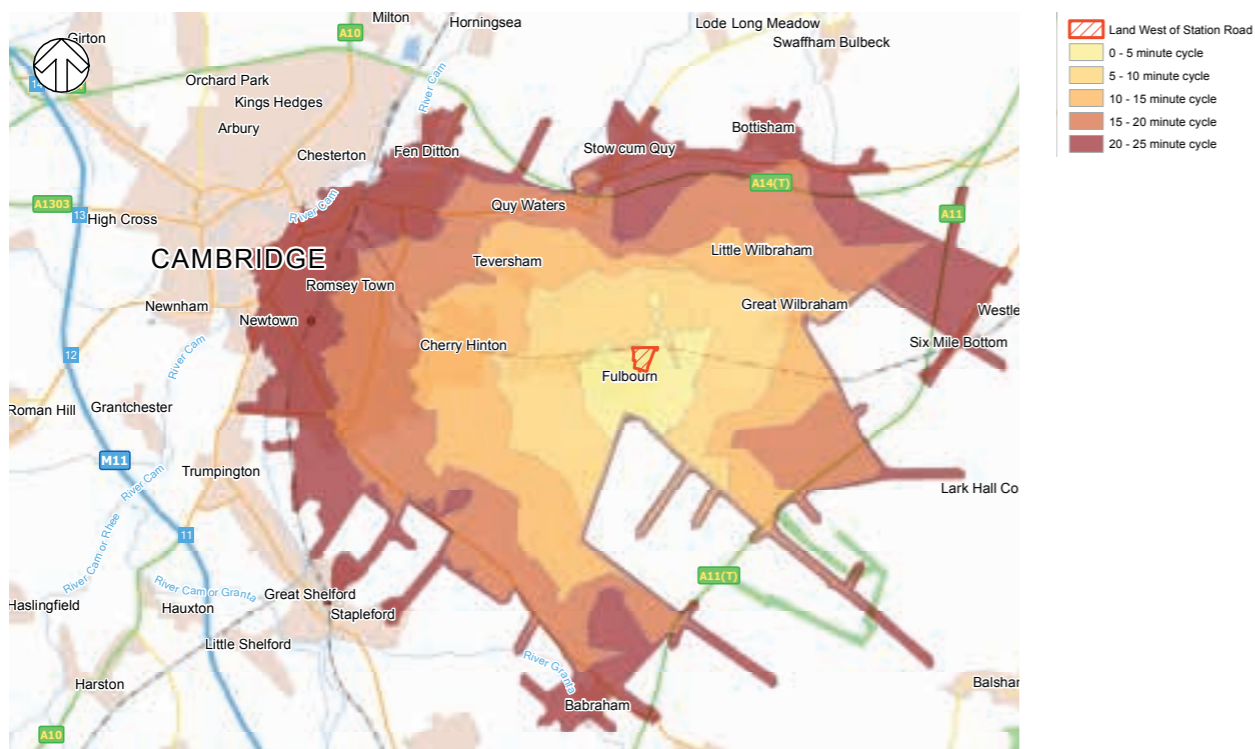 Girton
Milton
Horningsea
Lode Long Meadow
Swaffham Bulbeck
A10
14
Orchard Park
Kings Hedges
Arbury
River Cam
Chesterton
Fen Ditton
Stow cum Quy
Bottisham
A14(T)
A1303
13
High Cross
River Cam
Quy Waters
A11
CAMBRIDGE
Teversham
Little Wilbraham
Romsey Town
Newnham
Newtown
Great Wilbraham
Westle
Cherry Hinton
Six Mile Bottom
12
River Cam
Fulbourn
Roman Hill
Grantchester
M11
Trumpington
River Cam
Lark Hall Co
11
River Cam or Rhee
A11(T)
River Cam or Granta
Haslingfield
Hauxton
Great Shelford
Stapleford
Little Shelford
River Granta
Harston
Babraham
Balshar
A10
Land West of Station Road
0 - 5 minute cycle
5 - 10 minute cycle
10 - 15 minute cycle
15 - 20 minute cycle
20 - 25 minute cycle